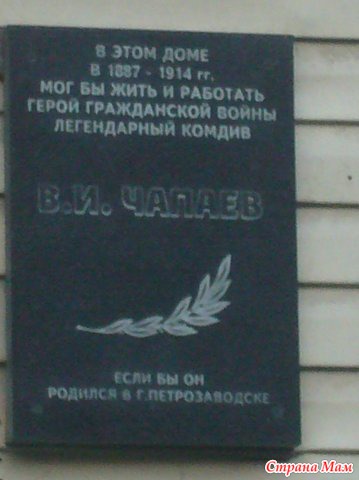 В ЭТОМ ДОМЕ
В 1887 - 1914 гг.
МОГ БЫ ЖИТЬ И РАБОТАТЬ
ГЕРОЙ ГРАЖДАНСКОЙ ВОЙНЫ
ЛЕГЕНДАРНЫЙ КОМДИВ
В.И. ЧАПАЕВ
ЕСЛИ БЫ ОН
РОДИЛСЯ В Г.ПЕТРОЗАВОДСКЕ
Страна Мам